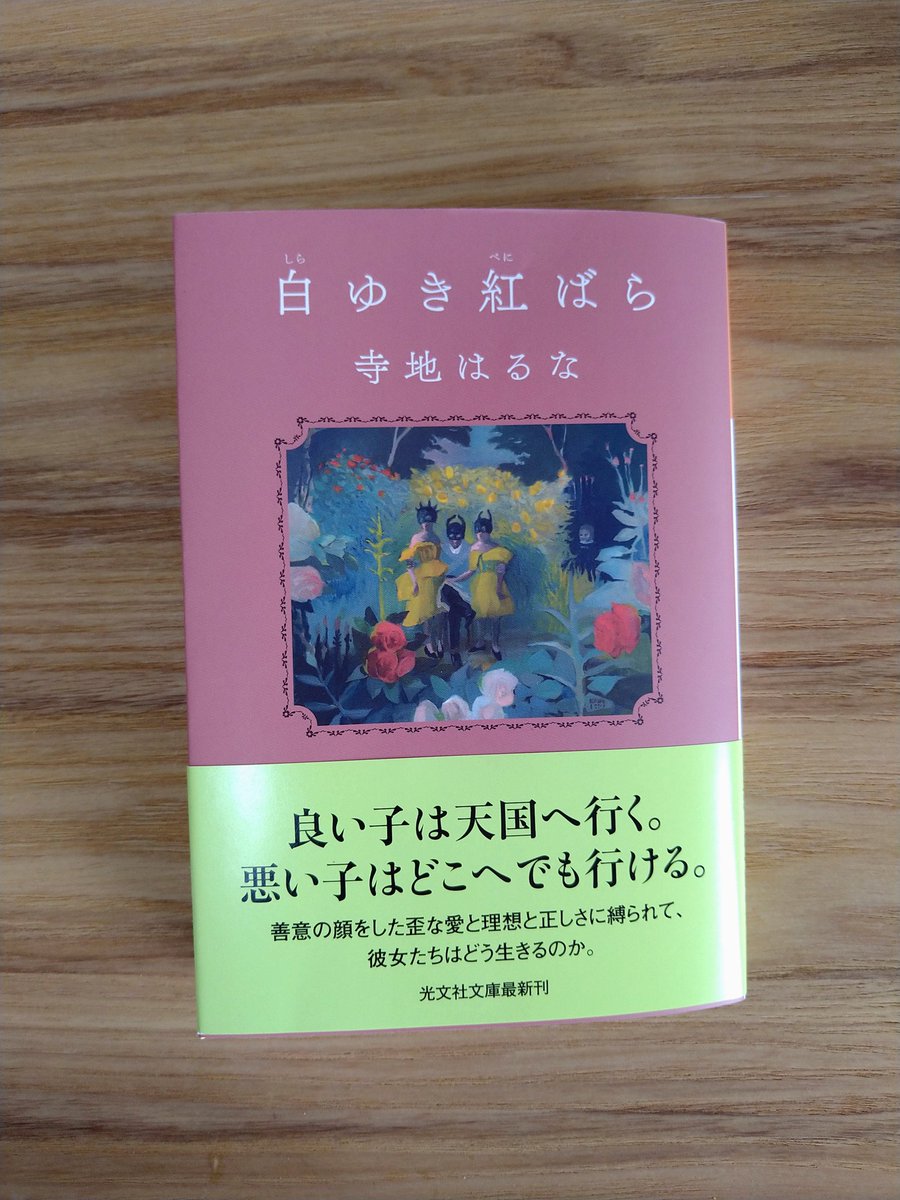 しら べに
白ゆき紅ばら
寺地はるな
良い子は天国へ行く。
悪い子はどこへでも行ける。
善意の顔をした歪な愛と理想と正しさに縛られて、
彼女たちはどう生きるのか。
光文社文庫最新刊